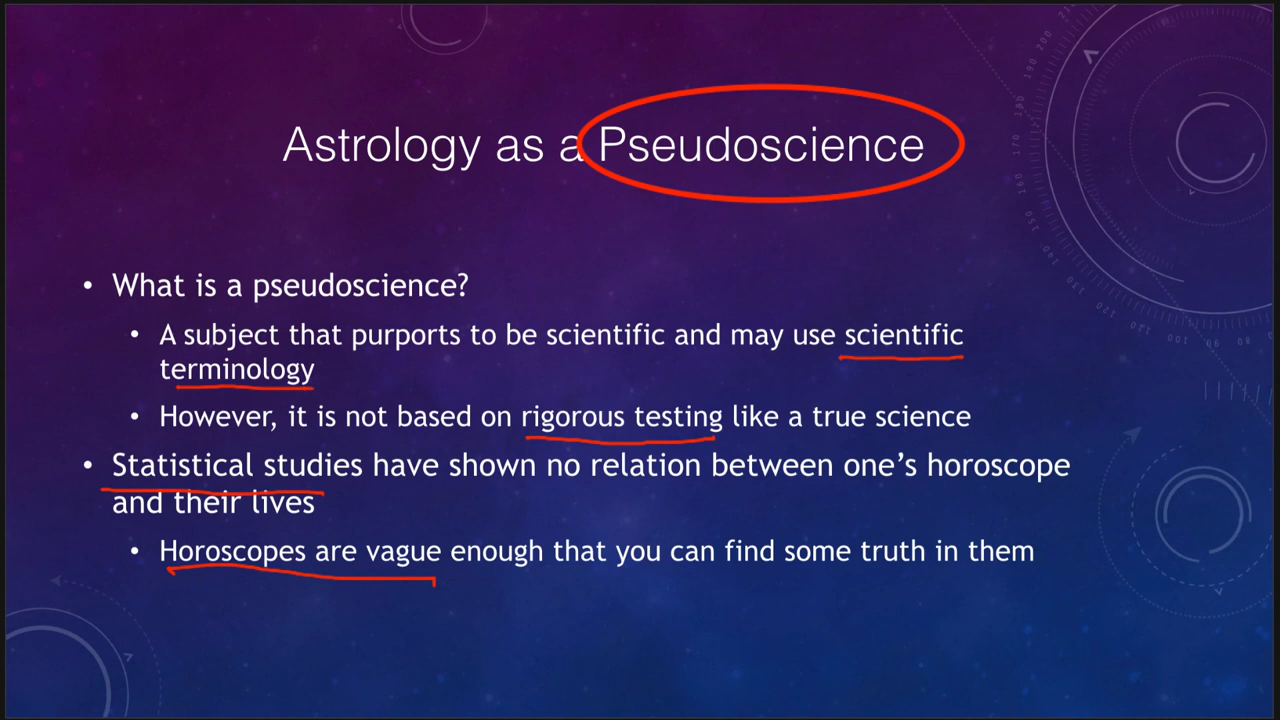 Astrology as a Pseudoscience
• What is a pseudoscience?
• A subject that purports to be scientific and may use scientific
terminology
• However, it is not based on rigorous testing like a true science
• Statistical studies have shown no relation between one's horoscope
and their lives
• Horoscopes are vague enough that you can find some truth in them